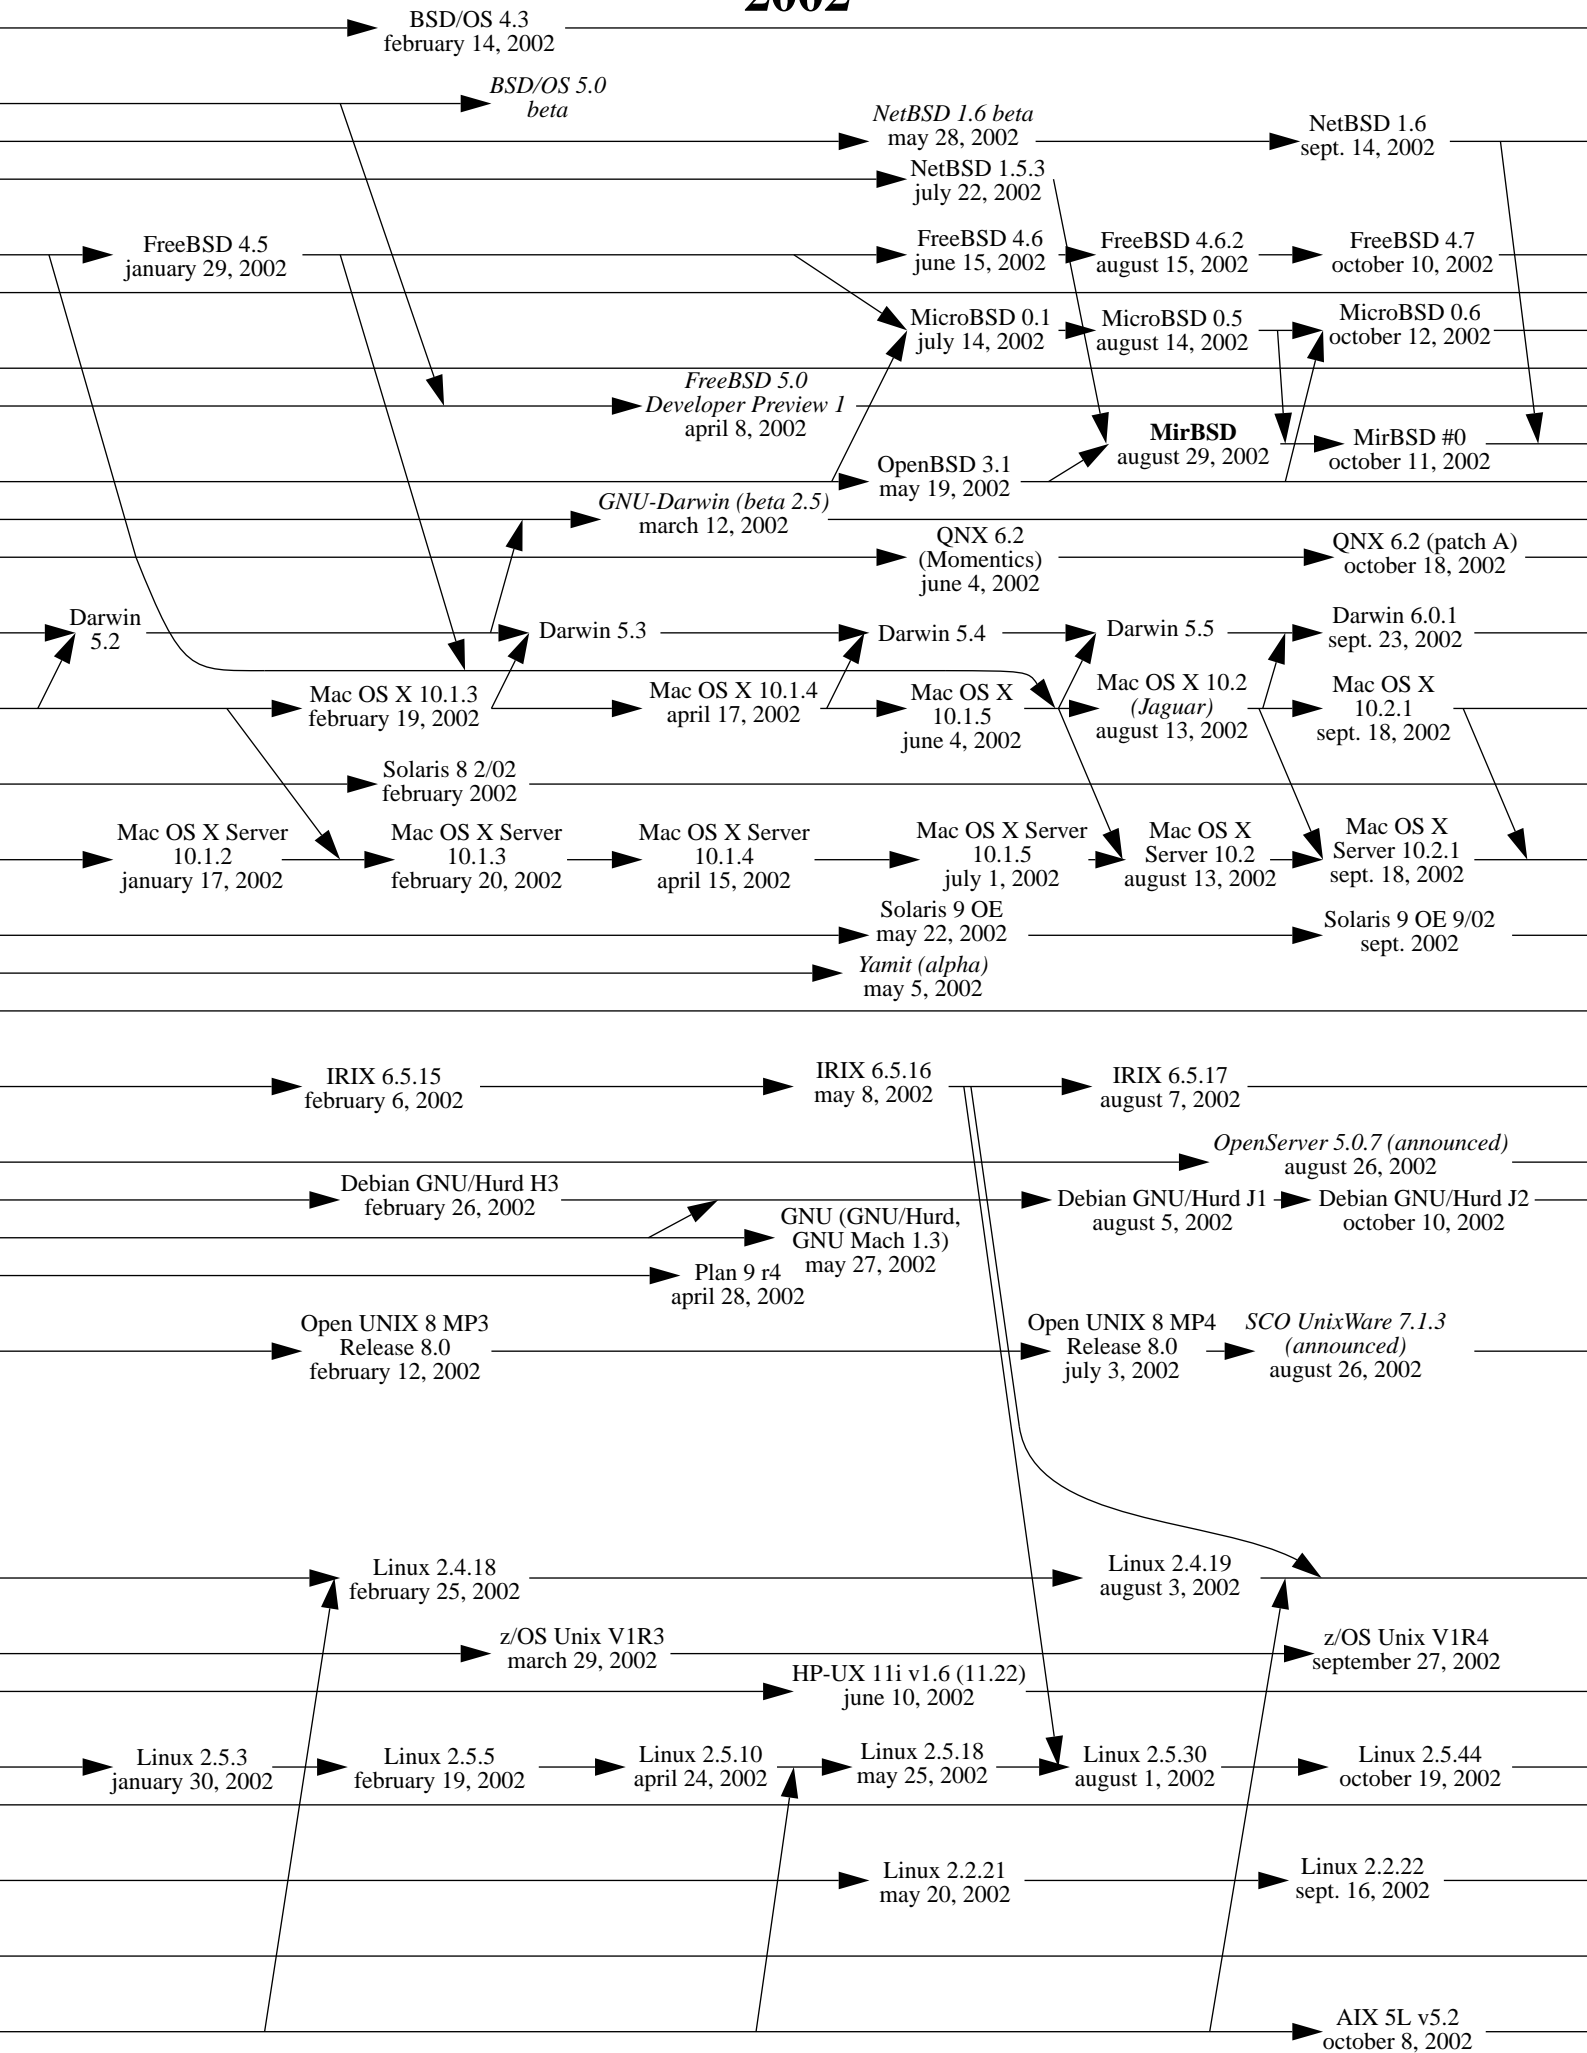 2002
BSD/OS 4.3
february 14, 2002
BSD/OS 5.0
beta
NetBSD 1.6 beta
may 28, 2002
NetBSD 1.6
sept. 14, 2002
NetBSD 1.5.3
july 22, 2002
FreeBSD 4.5
january 29, 2002
FreeBSD 4.6
june 15, 2002
FreeBSD 4.6.2
august 15, 2002
FreeBSD 4.7
october 10, 2002
MicroBSD 0.1
july 14, 2002
MicroBSD 0.5
august 14, 2002
MicroBSD 0.6
october 12, 2002
FreeBSD 5.0
Developer Preview 1
april 8, 2002
MirBSD
august 29, 2002
MirBSD #0
october 11, 2002
OpenBSD 3.1
may 19, 2002
GNU-Darwin (beta 2.5)
march 12, 2002
QNX 6.2
(Momentics)
june 4, 2002
QNX 6.2 (patch A)
october 18, 2002
Darwin
5.2
Darwin 5.3
Darwin 5.4
Darwin 5.5
Darwin 6.0.1
sept. 23, 2002
Mac OS X 10.1.3
february 19, 2002
Mac OS X 10.1.4
april 17, 2002
Mac OS X
10.1.5
june 4, 2002
Mac OS X 10.2
(Jaguar)
august 13, 2002
Mac OS X
10.2.1
sept. 18, 2002
Solaris 8 2/02
february 2002
Mac OS X Server
10.1.2
january 17, 2002
Mac OS X Server
10.1.3
february 20, 2002
Mac OS X Server
10.1.4
april 15, 2002
Mac OS X Server
10.1.5
july 1, 2002
Mac OS X
Server 10.2
august 13, 2002
Mac OS X
Server 10.2.1
sept. 18, 2002
Solaris 9 OE
may 22, 2002
Solaris 9 OE 9/02
sept. 2002
Yamit (alpha)
may 5, 2002
IRIX 6.5.15
february 6, 2002
IRIX 6.5.16
may 8, 2002
IRIX 6.5.17
august 7, 2002
OpenServer 5.0.7 (announced)
august 26, 2002
Debian GNU/Hurd H3
february 26, 2002
Debian GNU/Hurd J1
august 5, 2002
Debian GNU/Hurd J2
october 10, 2002
GNU (GNU/Hurd,
GNU Mach 1.3)
may 27, 2002
Plan 9 r4
april 28, 2002
Open UNIX 8 MP3
Release 8.0
february 12, 2002
Open UNIX 8 MP4
Release 8.0
july 3, 2002
SCO UnixWare 7.1.3
(announced)
august 26, 2002
Linux 2.4.18
february 25, 2002
Linux 2.4.19
august 3, 2002
z/OS Unix V1R3
march 29, 2002
z/OS Unix V1R4
september 27, 2002
HP-UX 11i v1.6 (11.22)
june 10, 2002
Linux 2.5.3
january 30, 2002
Linux 2.5.5
february 19, 2002
Linux 2.5.10
april 24, 2002
Linux 2.5.18
may 25, 2002
Linux 2.5.30
august 1, 2002
Linux 2.5.44
october 19, 2002
Linux 2.2.21
may 20, 2002
Linux 2.2.22
sept. 16, 2002
AIX 5L v5.2
october 8, 2002